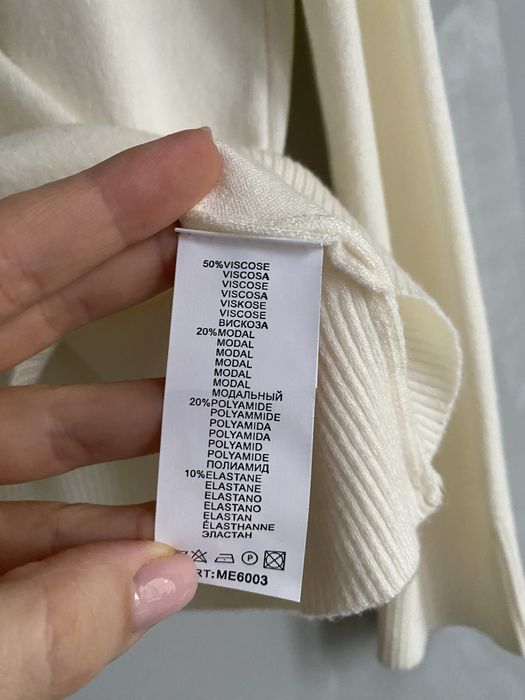 50%VISCOSE
VISCOSA
VISCOSE
VISCOSA
VISKOSE
VISCOSE
ВИСКОЗА
20%MODAL
MODAL
MODAL
MODAL
MODAL
MODAL
МОДАЛЬНЫЙ
20%POLYAMIDE
POLYAMMIDE
POLYAMIDA
POLYAMIDA
POLYAMID
POLYAMIDE
ПОЛИАМИД
10%ELASTANE
ELASTANE
ELASTANO
ELASTANO
ELASTAN
ÉLASTHANNE
ЭЛАСТАН
P
RT:ME6003